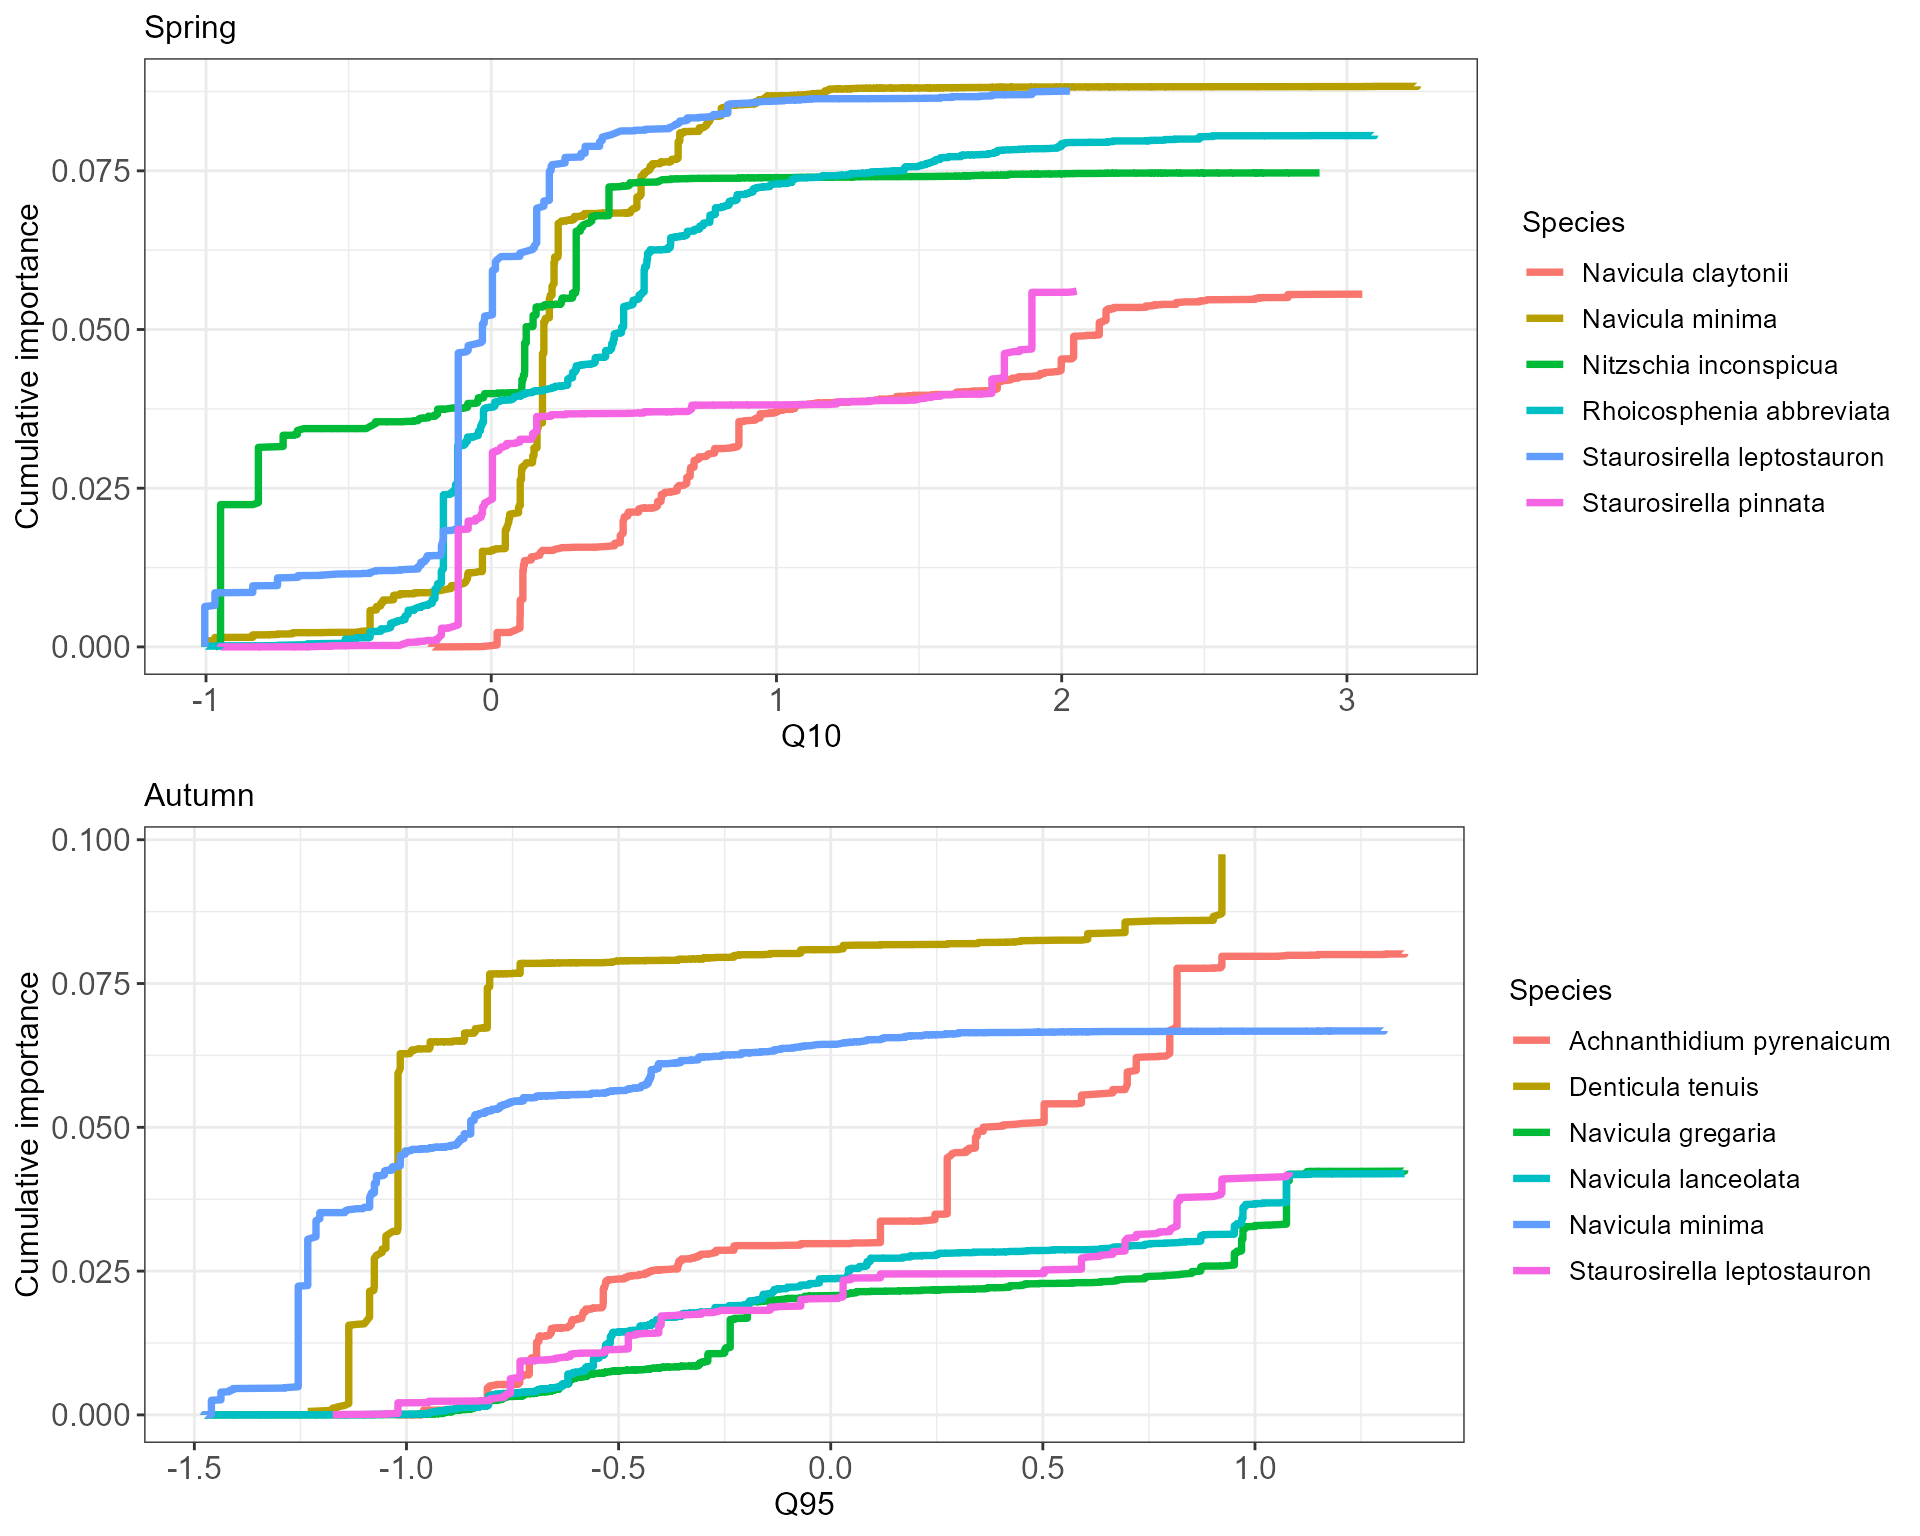 Spring
Cumulative importance
0.075
0.050
0.025
0.000
-1 0 1 2 3
Q10
Species
Navicula claytonii
Navicula minima
Nitzschia inconspicua
Rhoicosphenia abbreviata
Staurosirella leptostauron
Staurosirella pinnata
Autumn
Cumulative importance
0.100
0.075
0.050
0.025
0.000
-1.5 -1.0 -0.5 0.0 0.5 1.0
Q95
Species
Achnanthidium pyrenaicum
Denticula tenuis
Navicula gregaria
Navicula lanceolata
Navicula minima
Staurosirella leptostauron